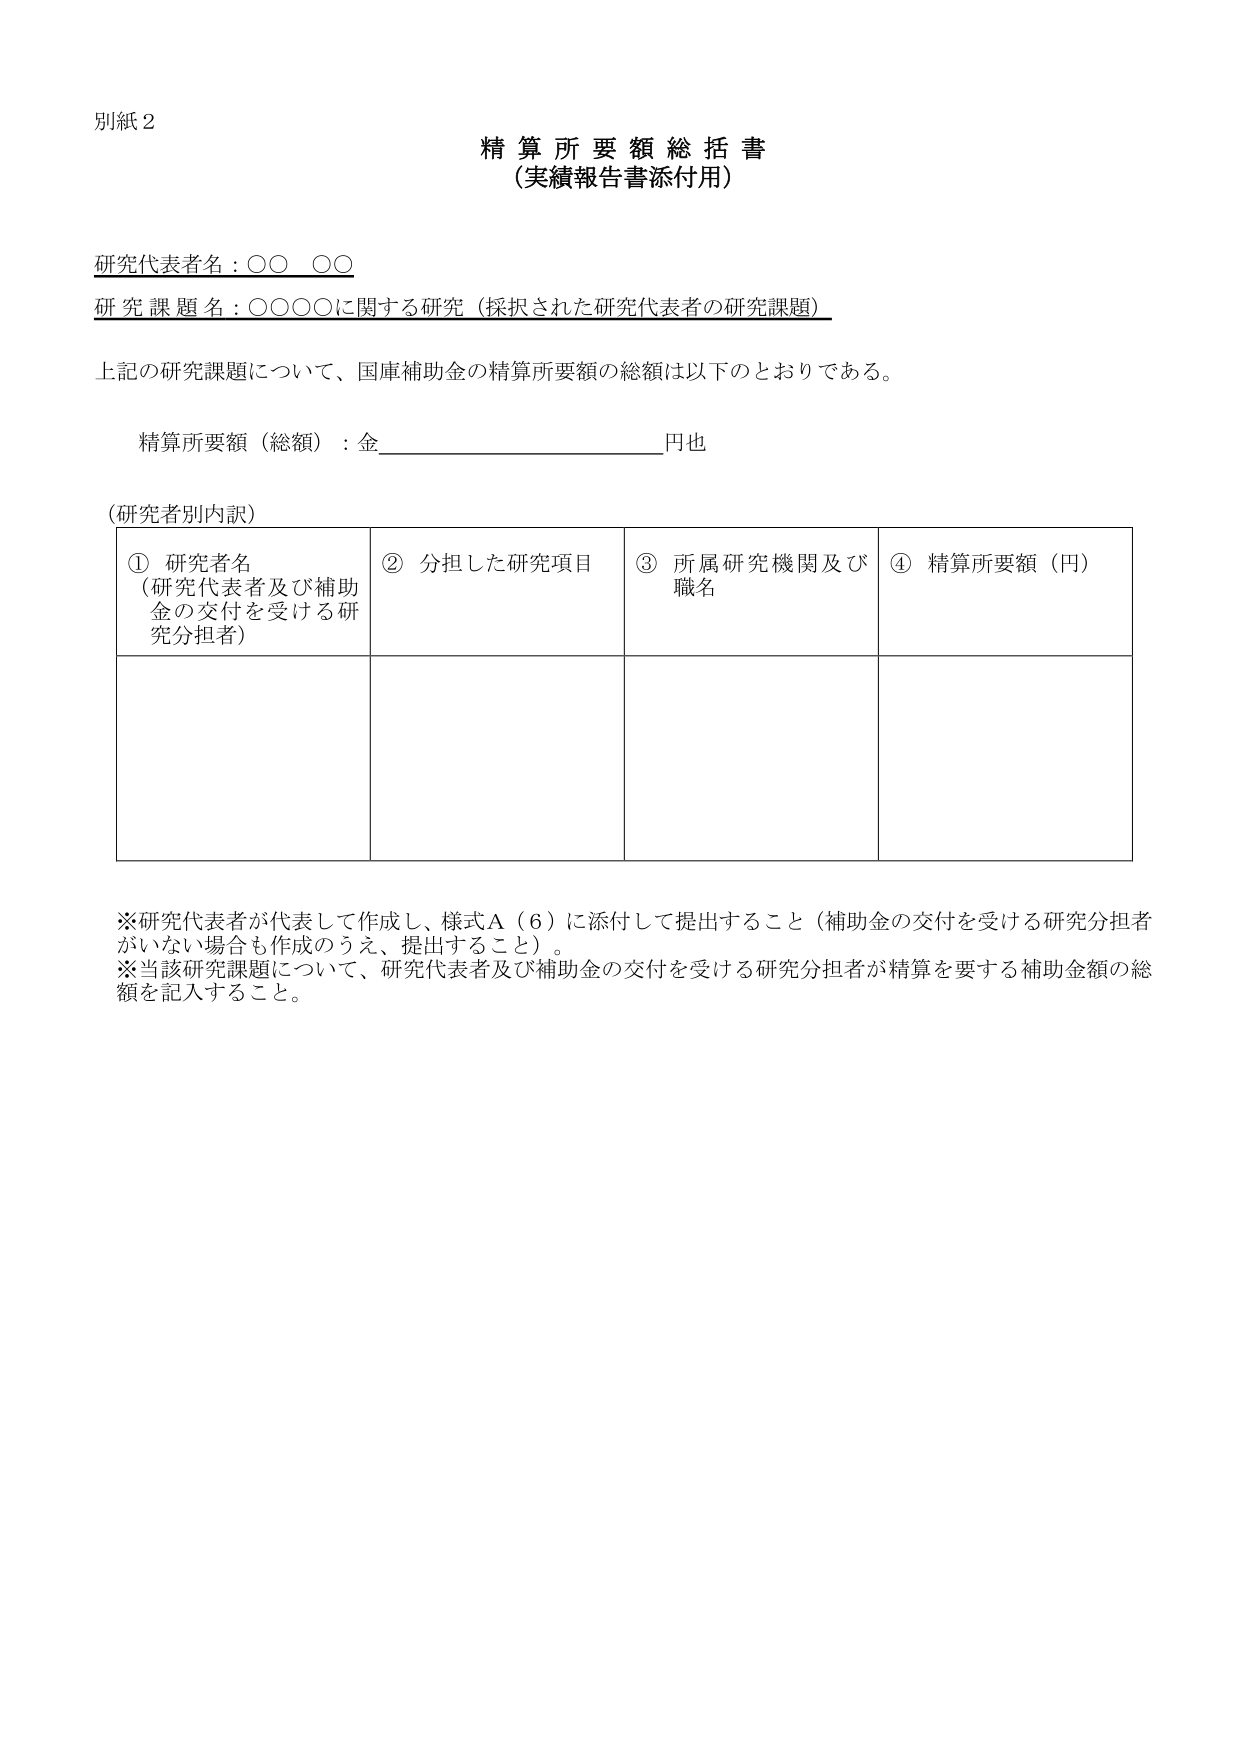 別紙２
精 算 所 要 額 総 括 書
（実績報告書添付用）
研究代表者名：○○　○○
研 究 課 題 名：○○○○に関する研究（採択された研究代表者の研究課題）
上記の研究課題について、国庫補助金の精算所要額の総額は以下のとおりである。
精算所要額（総額）：金＿＿＿＿＿＿＿＿＿＿＿＿＿円也
（研究者別内訳）
① 研究者名
（研究代表者及び補助
金の交付を受ける研
究分担者）
② 分担した研究項目
③ 所属研究機関及び
職名
④ 精算所要額（円）
※研究代表者が代表して作成し、様式Ａ（６）に添付して提出すること（補助金の交付を受ける研究分担者
がいない場合も作成のうえ、提出すること）。
※当該研究課題について、研究代表者及び補助金の交付を受ける研究分担者が精算を要する補助金額の総
額を記入すること。